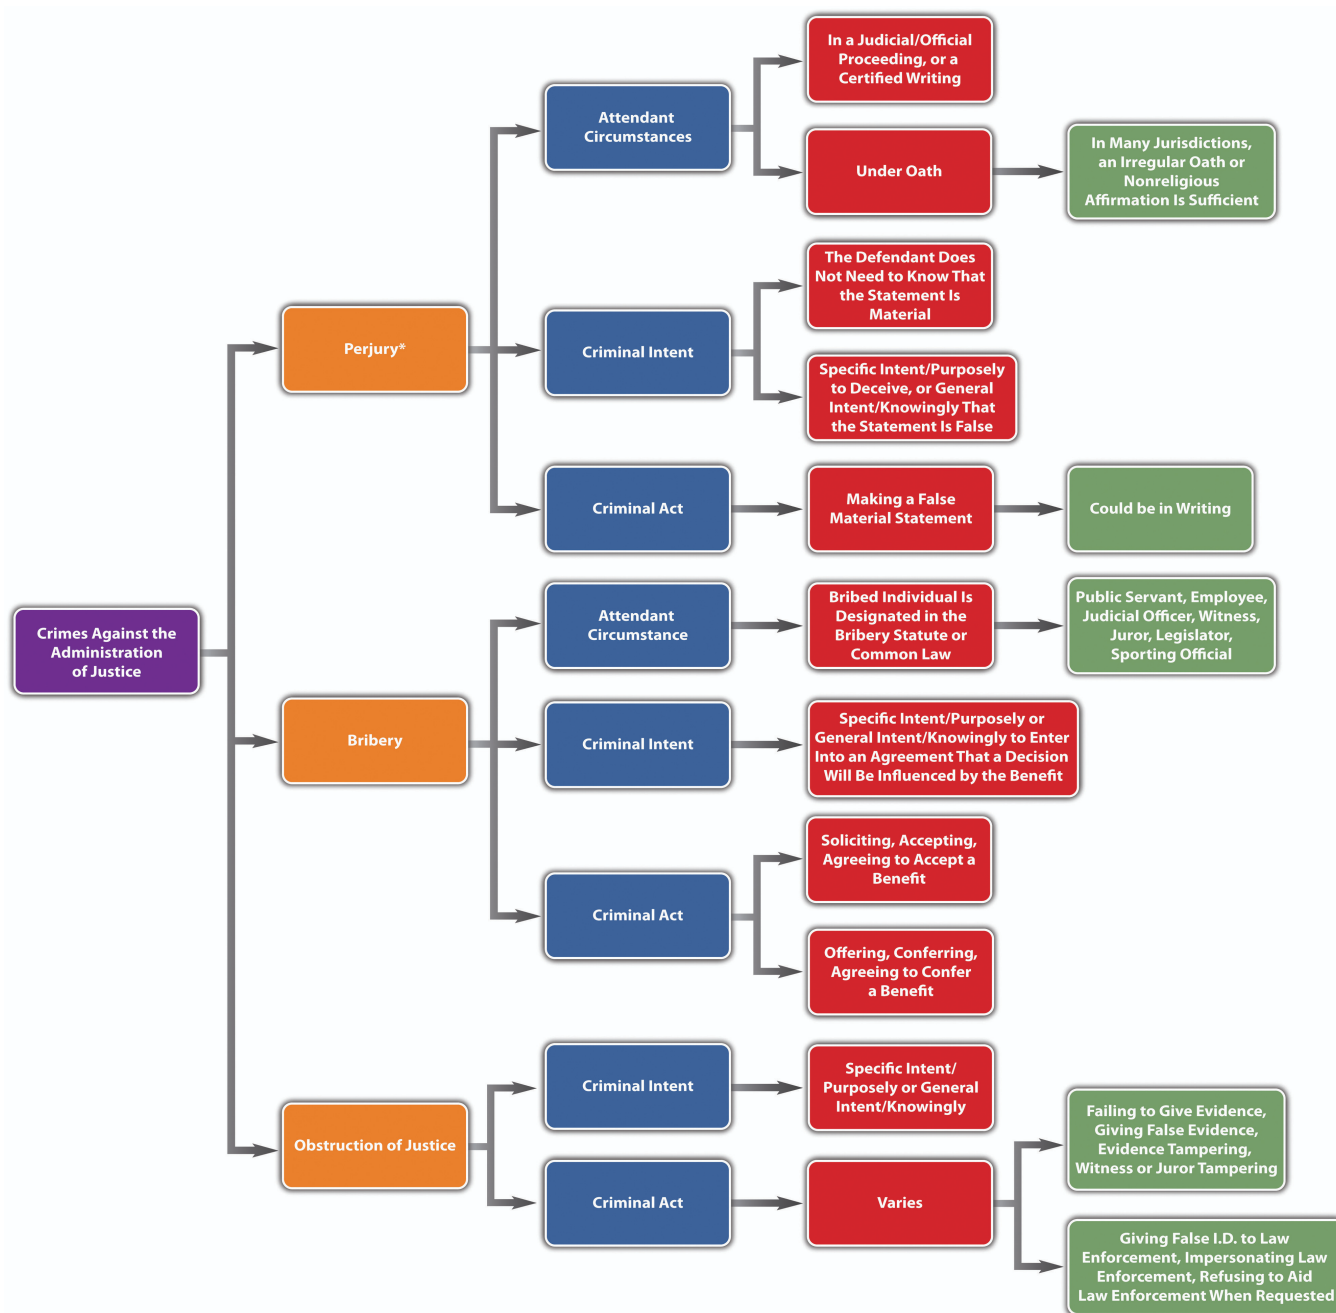 In a Judicial/Official
Proceeding, or a
Certified Writing
Attendant
Circumstances
Under Oath
In Many Jurisdictions,
an Irregular Oath or
Nonreligious
Affirmation Is Sufficient
The Defendant Does
Not Need to Know That
the Statement Is
Material
Perjury*
Criminal Intent
Specific Intent/Purposely
to Deceive, or General
Intent/Knowingly That
the Statement Is False
Criminal Act
Making a False
Material Statement
Could be in Writing
Crimes Against the
Administration
of Justice
Attendant
Circumstance
Bribed Individual Is
Designated in the
Bribery Statute or
Common Law
Public Servant, Employee,
Judicial Officer, Witness,
Juror, Legislator,
Sporting Official
Bribery
Criminal Intent
Specific Intent/Purposely or
General Intent/Knowingly to Enter
Into an Agreement That a Decision
Will Be Influenced by the Benefit
Criminal Act
Soliciting, Accepting,
Agreeing to Accept a
Benefit
Offering, Conferring,
Agreeing to Confer
a Benefit
Obstruction of Justice
Criminal Intent
Specific Intent/
Purposely or General
Intent/Knowingly
Criminal Act
Varies
Failing to Give Evidence,
Giving False Evidence,
Evidence Tampering,
Witness or Juror Tampering
Giving False I.D. to Law
Enforcement, Impersonating Law
Enforcement, Refusing to Aid
Law Enforcement When Requested